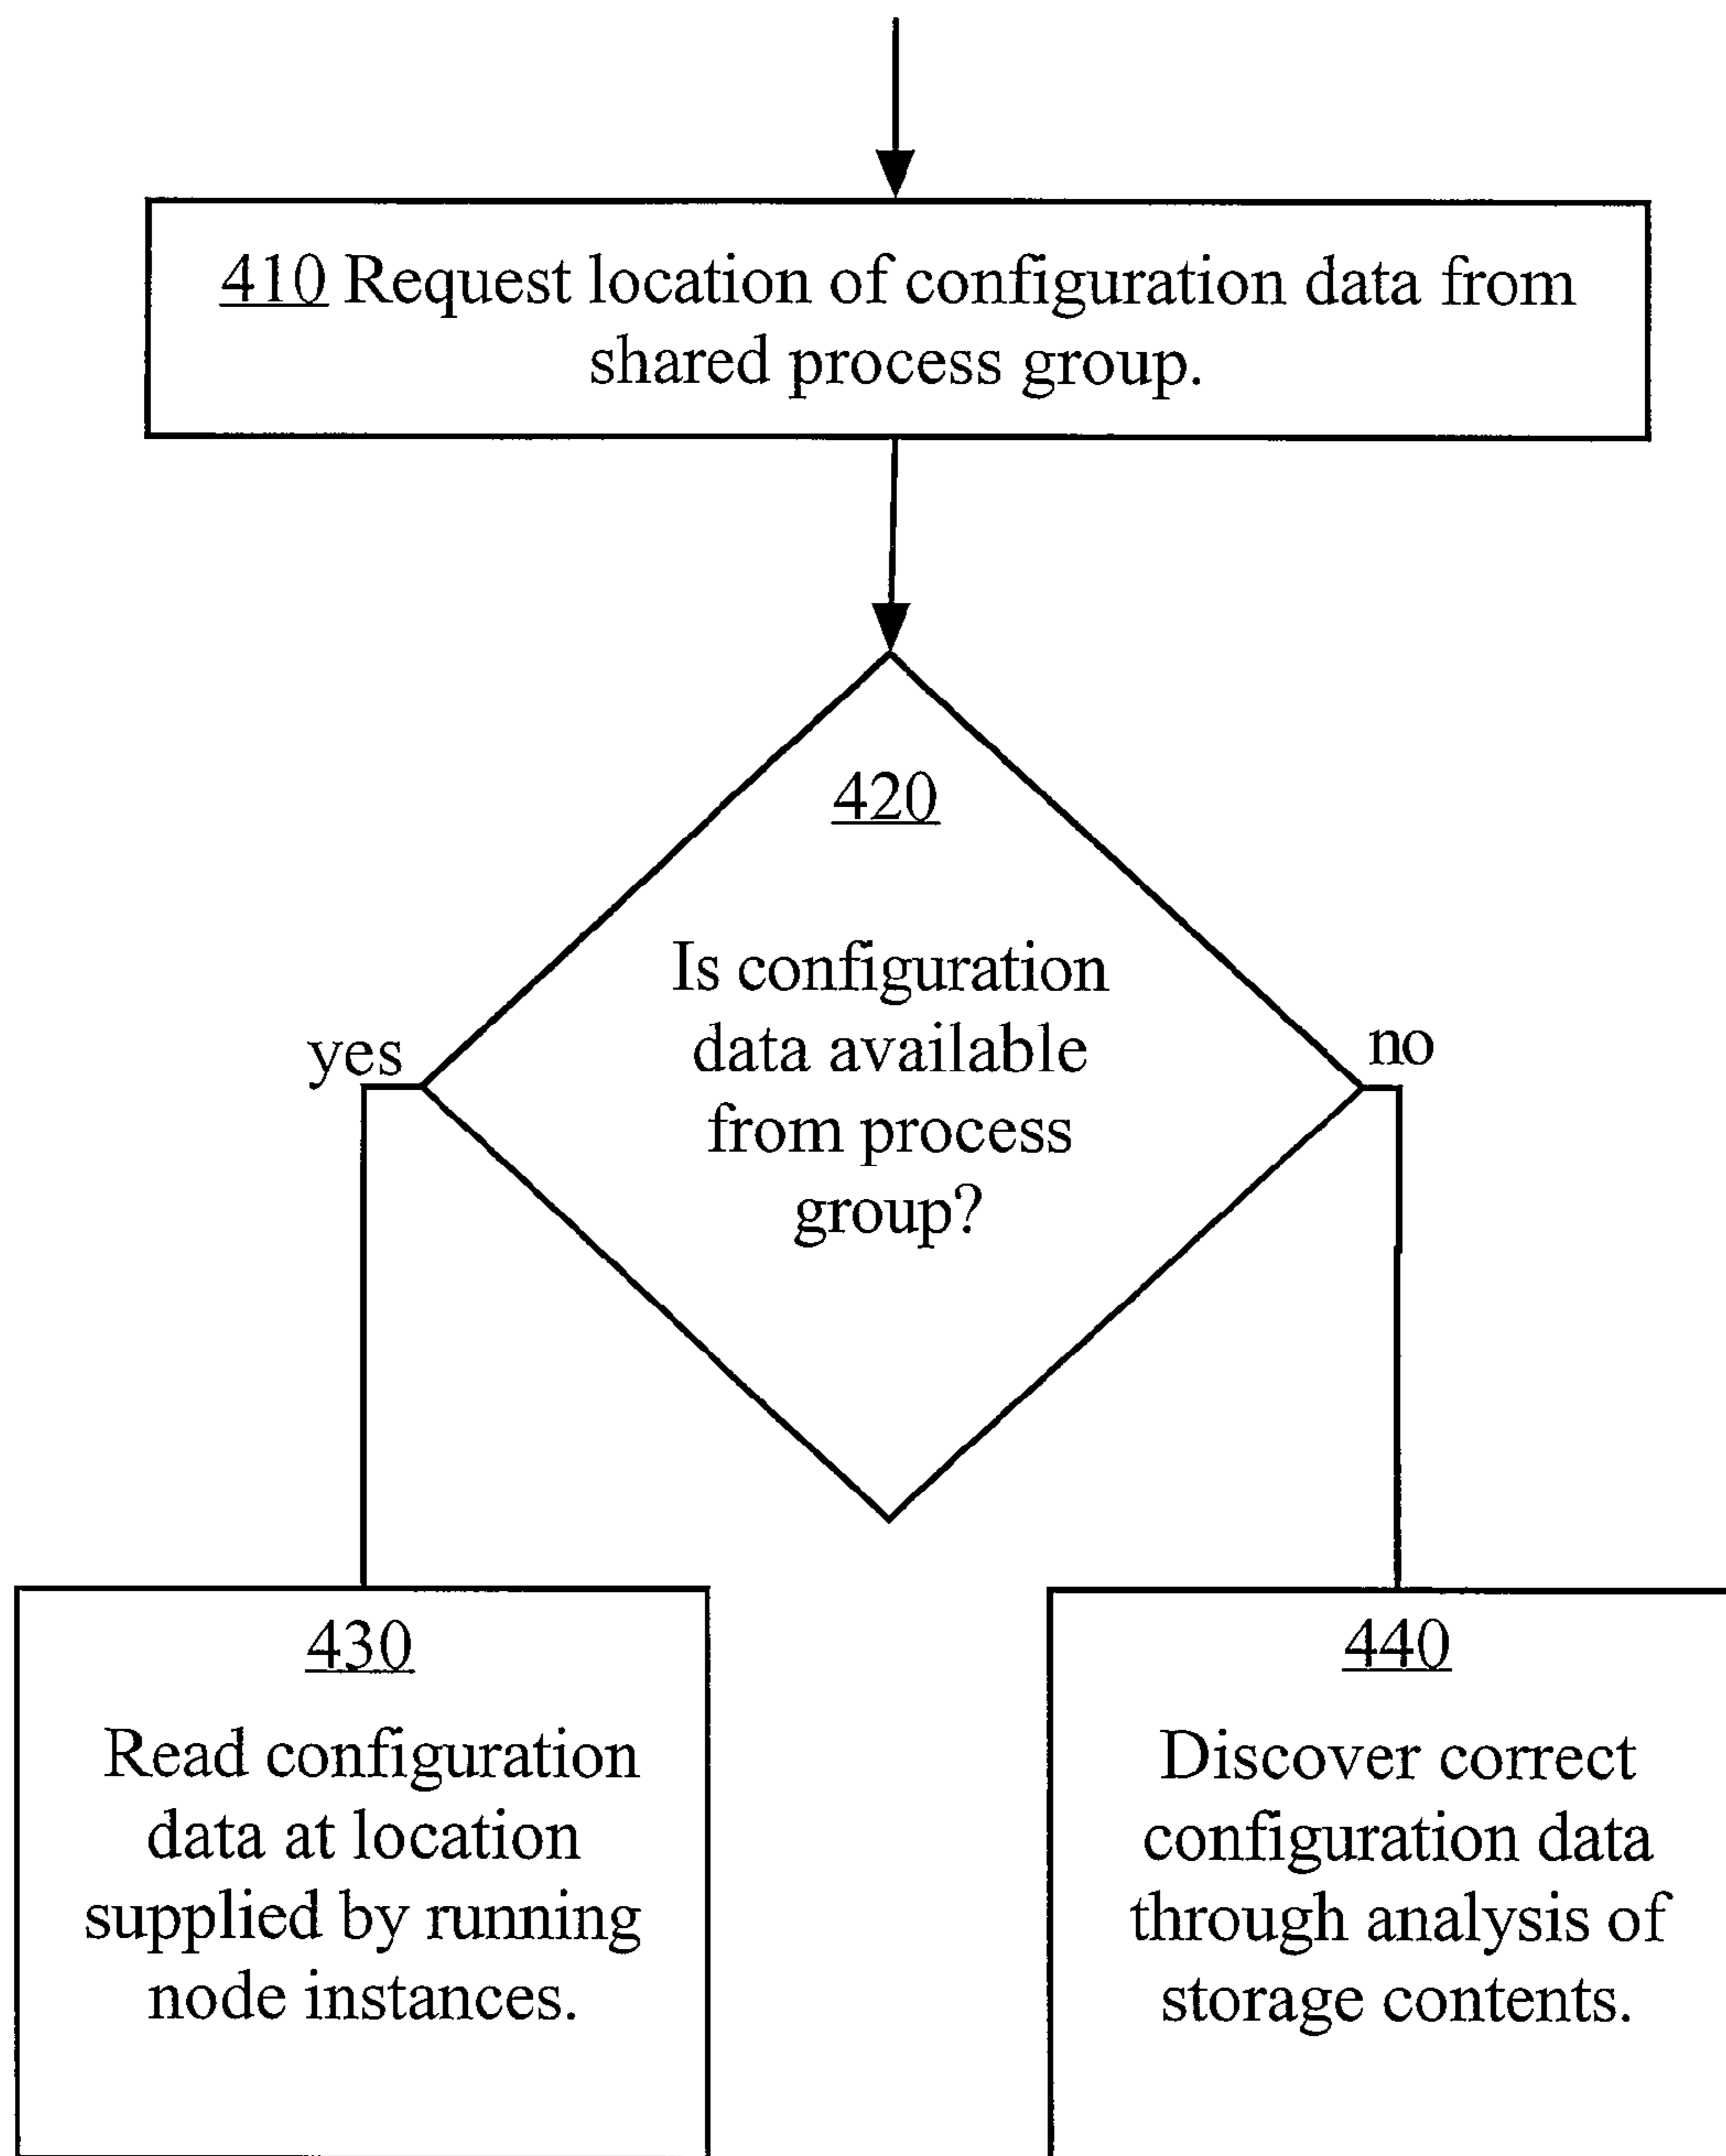 410 Request location of configuration data from
shared process group.
420
Is configuration
data available
from process
group?
yes
no
430
Read configuration
data at location
supplied by running
node instances.
440
Discover correct
configuration data
through analysis of
storage contents.